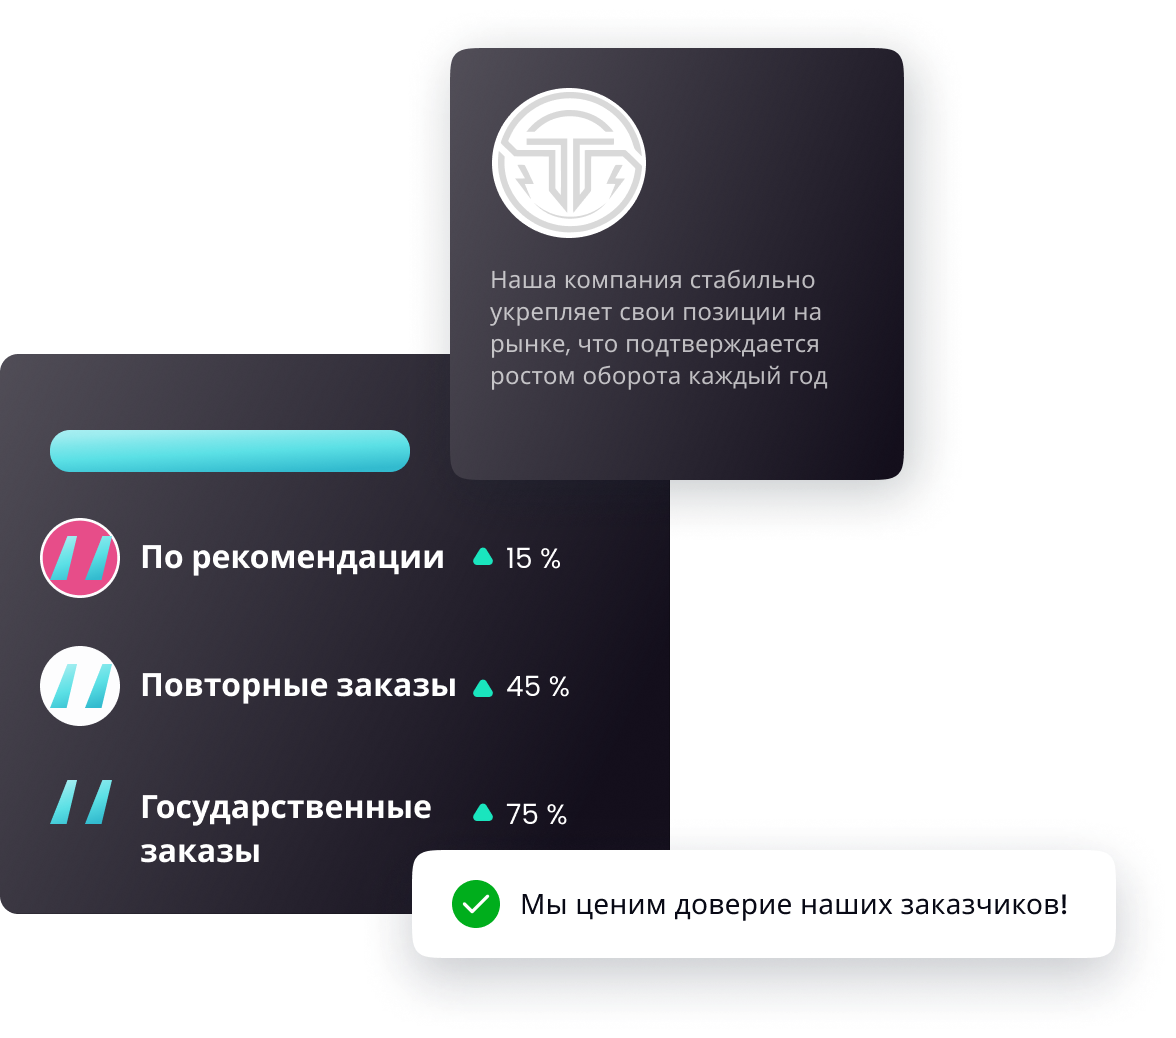 Наша компания стабильно
укрепляет свои позиции на
рынке, что подтверждается
ростом оборота каждый год
По рекомендации 15 %
Повторные заказы 45 %
Государственные 75 %
заказы
Мы ценим доверие наших заказчиков!